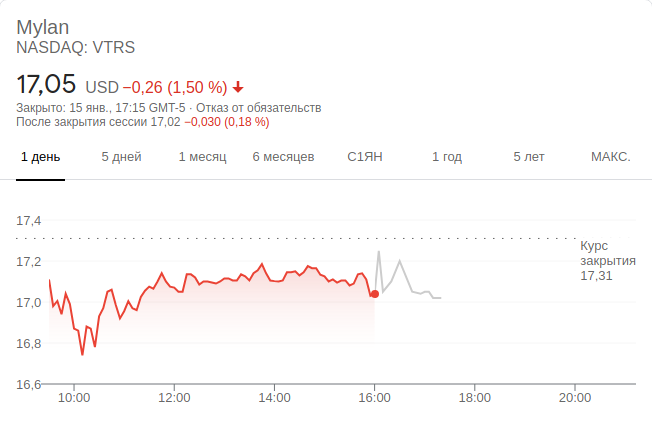 Mylan
NASDAQ: VTRS
17,05 USD −0,26 (1,50 %)
Закрыто: 15 янв., 17:15 GMT-5 · Отказ от обязательств
После закрытия сессии 17,02 −0,030 (0,18 %)
1 день 5 дней 1 месяц 6 месяцев С1ЯН 1 год 5 лет МАКС.
17,4
Курс
закрытия
17,31
17,2
17,0
16,8
16,6
10:00 12:00 14:00 16:00 18:00 20:00